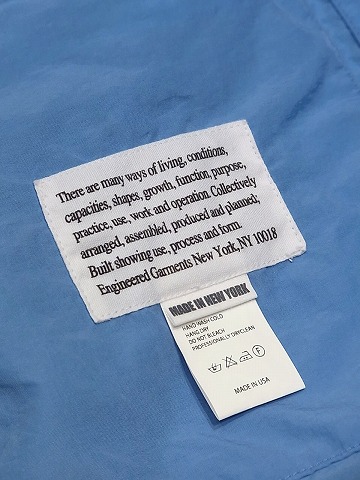 There are many ways of living, conditions,
capacities, shapes, growth, function, purpose,
practice, use, work and operation. Collectively
arranged, assembled, produced and planned;
Built showing use, process and form.
Engineered Garments New York, NY 10018
MADE IN NEW YORK
HAND WASH COLD
HANG DRY
DO NOT BLEACH
PROFESSIONALLY DRYCLEAN
MADE IN USA